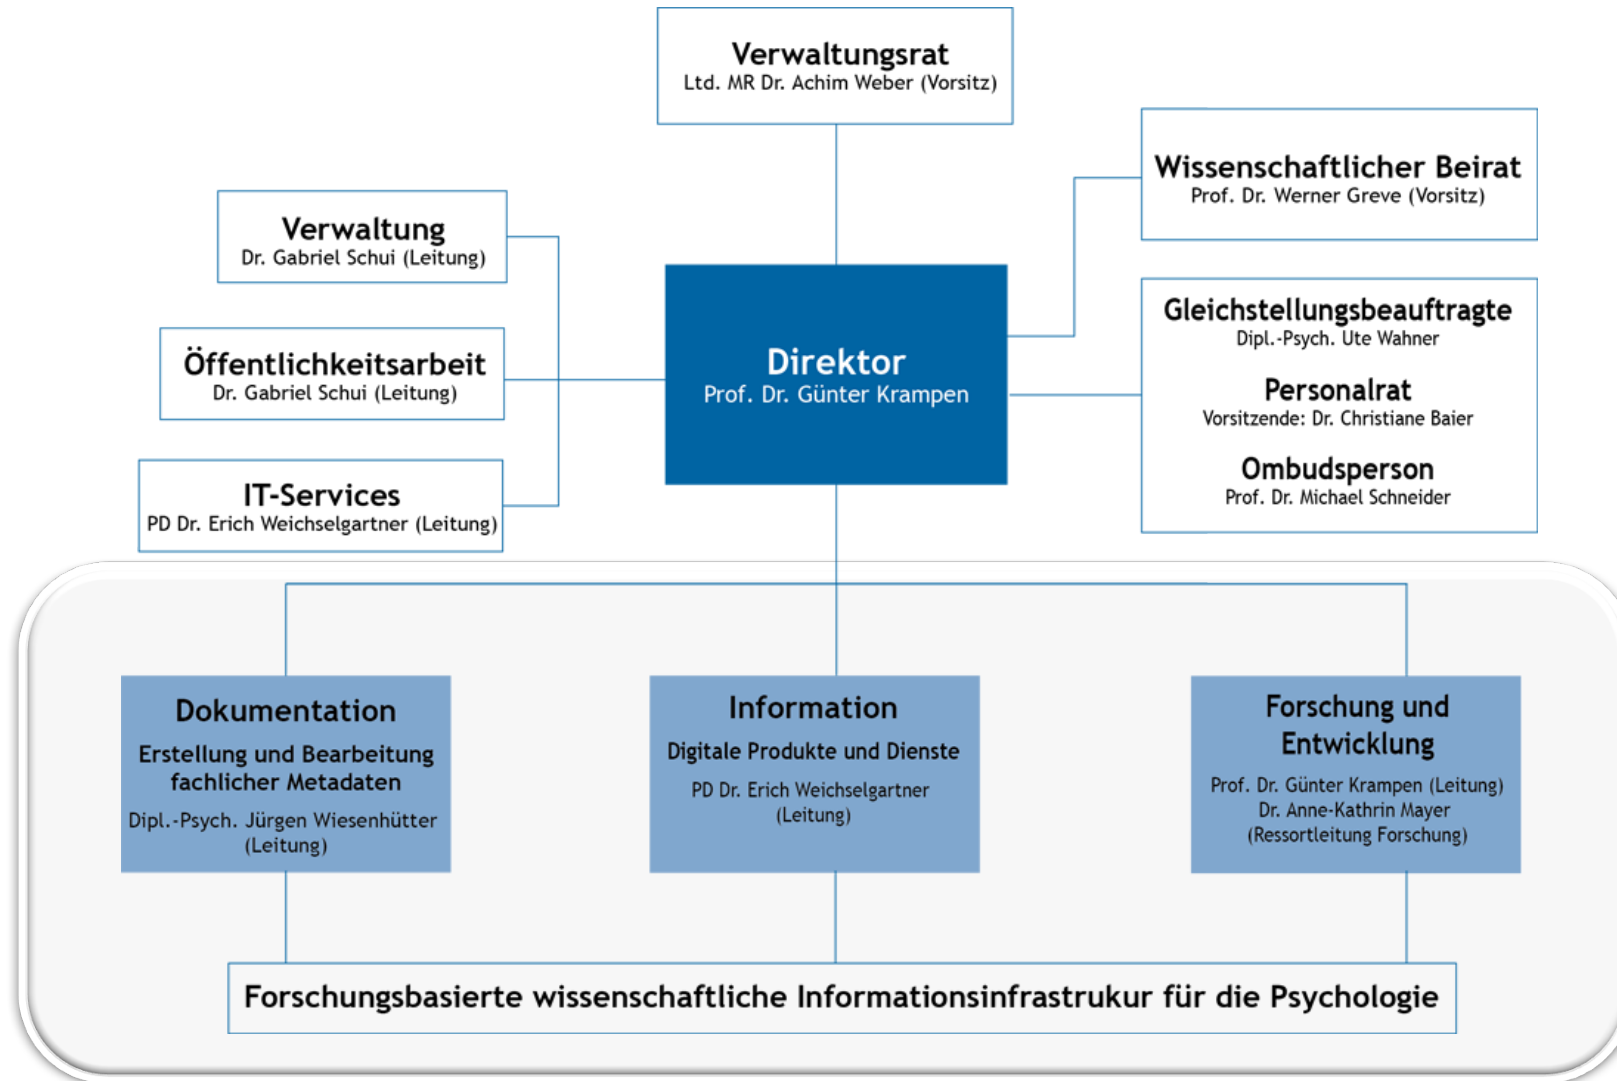 Verwaltungsrat
Ltd. MR Dr. Achim Weber (Vorsitz)
Wissenschaftlicher Beirat
Prof. Dr. Werner Greve (Vorsitz)
Verwaltung
Dr. Gabriel Schui (Leitung)
Gleichstellungsbeauftragte
Dipl.-Psych. Ute Wahner
Öffentlichkeitsarbeit
Dr. Gabriel Schui (Leitung)
Direktor
Prof. Dr. Günter Krampen
Personalrat
Vorsitzende: Dr. Christiane Baier
Ombudsperson
Prof. Dr. Michael Schneider
IT-Services
PD Dr. Erich Weichselgartner (Leitung)
Dokumentation
Erstellung und Bearbeitung
fachlicher Metadaten
Dipl.-Psych. Jürgen Wiesenhütter
(Leitung)
Information
Digitale Produkte und Dienste
PD Dr. Erich Weichselgartner
(Leitung)
Forschung und
Entwicklung
Prof. Dr. Günter Krampen (Leitung)
Dr. Anne-Kathrin Mayer
(Ressortleitung Forschung)
Forschungsbasierte wissenschaftliche Informationsinfrastrukur für die Psychologie